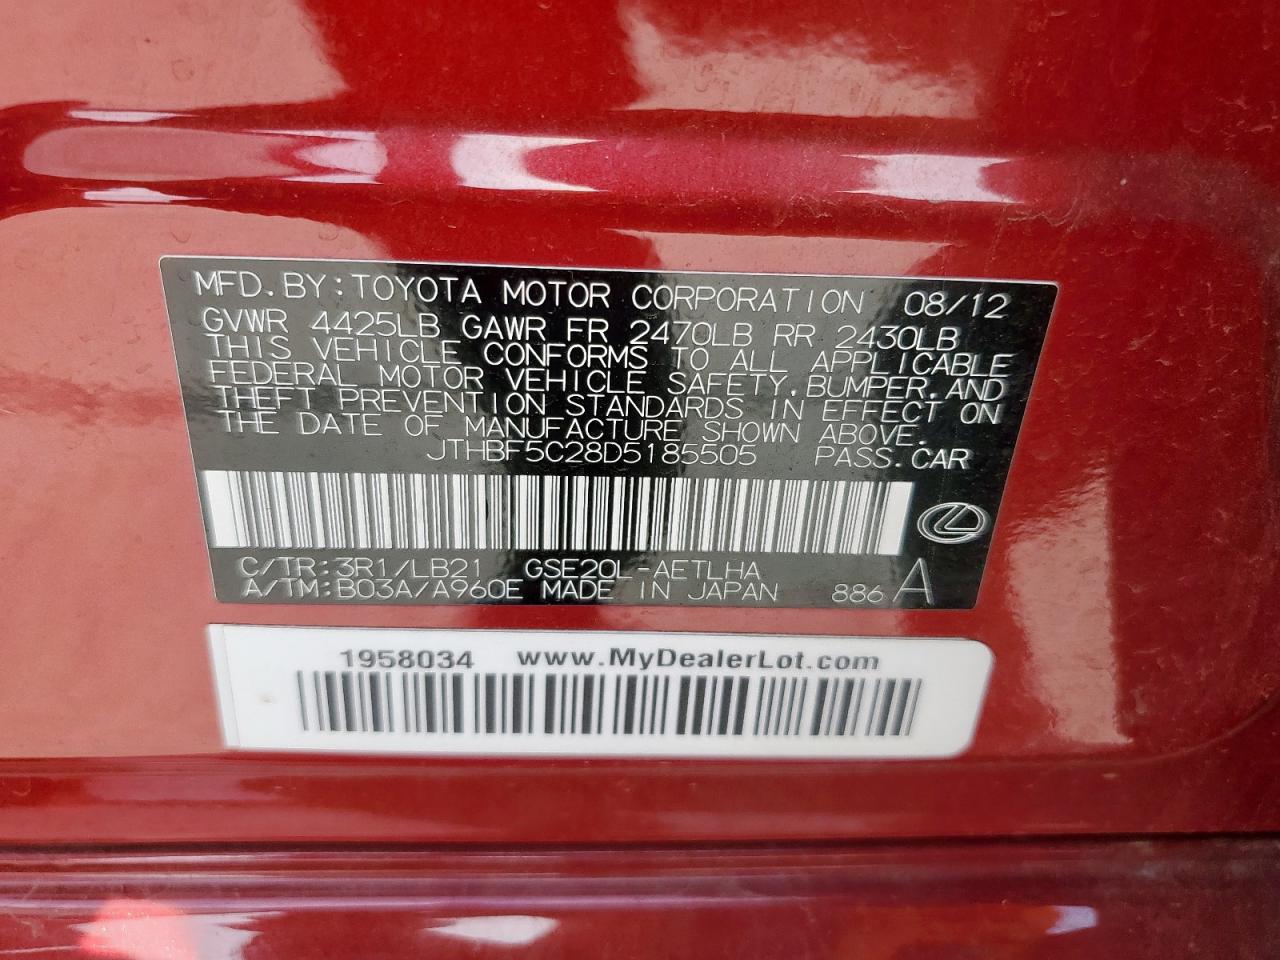 MFD. BY: TOYOTA MOTOR CORPORATION 08/12
GVWR 4425LB GAWR FR 2470LB RR 2430LB
THIS VEHICLE CONFORMS TO ALL APPLICABLE
FEDERAL MOTOR VEHICLE SAFETY, BUMPER, AND
THEFT PREVENTION STANDARDS IN EFFECT ON
THE DATE OF MANUFACTURE SHOWN ABOVE.
JTHBF5C28D5185505 PASS. CAR
C/TR: 3R1/LB21 GSE20L-AETLHA
A/TM: B03A/A960E MADE IN JAPAN 886 A
1958034 www.MyDealerLot.com